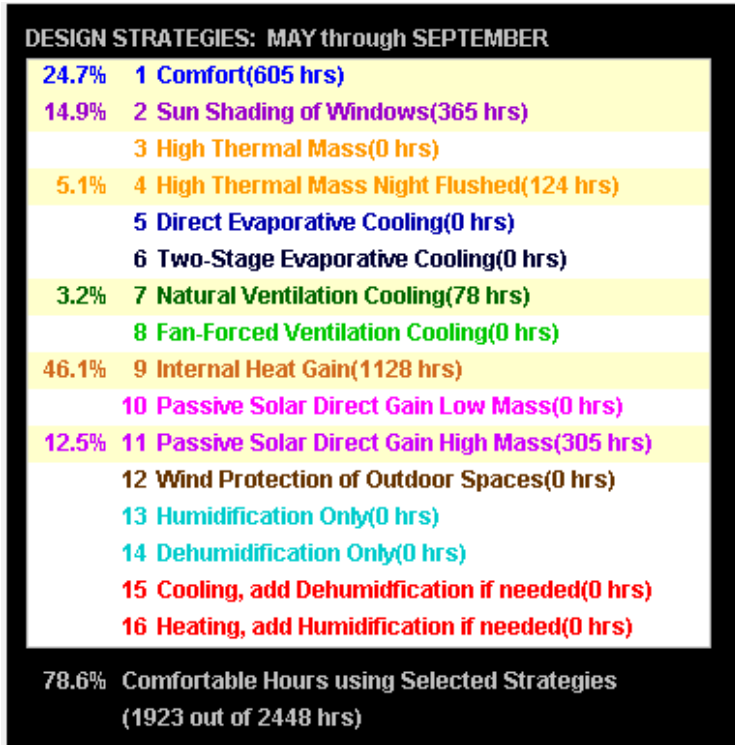 DESIGN STRATEGIES: MAY through SEPTEMBER
24.7% 1 Comfort(605 hrs)
14.9% 2 Sun Shading of Windows(365 hrs)
3 High Thermal Mass(0 hrs)
5.1% 4 High Thermal Mass Night Flushed(124 hrs)
5 Direct Evaporative Cooling(0 hrs)
6 Two-Stage Evaporative Cooling(0 hrs)
3.2% 7 Natural Ventilation Cooling(78 hrs)
8 Fan-Forced Ventilation Cooling(0 hrs)
46.1% 9 Internal Heat Gain(1128 hrs)
10 Passive Solar Direct Gain Low Mass(0 hrs)
12.5% 11 Passive Solar Direct Gain High Mass(305 hrs)
12 Wind Protection of Outdoor Spaces(0 hrs)
13 Humidification Only(0 hrs)
14 Dehumidification Only(0 hrs)
15 Cooling, add Dehumidfication if needed(0 hrs)
16 Heating, add Humidification if needed(0 hrs)
78.6% Comfortable Hours using Selected Strategies
(1923 out of 2448 hrs)